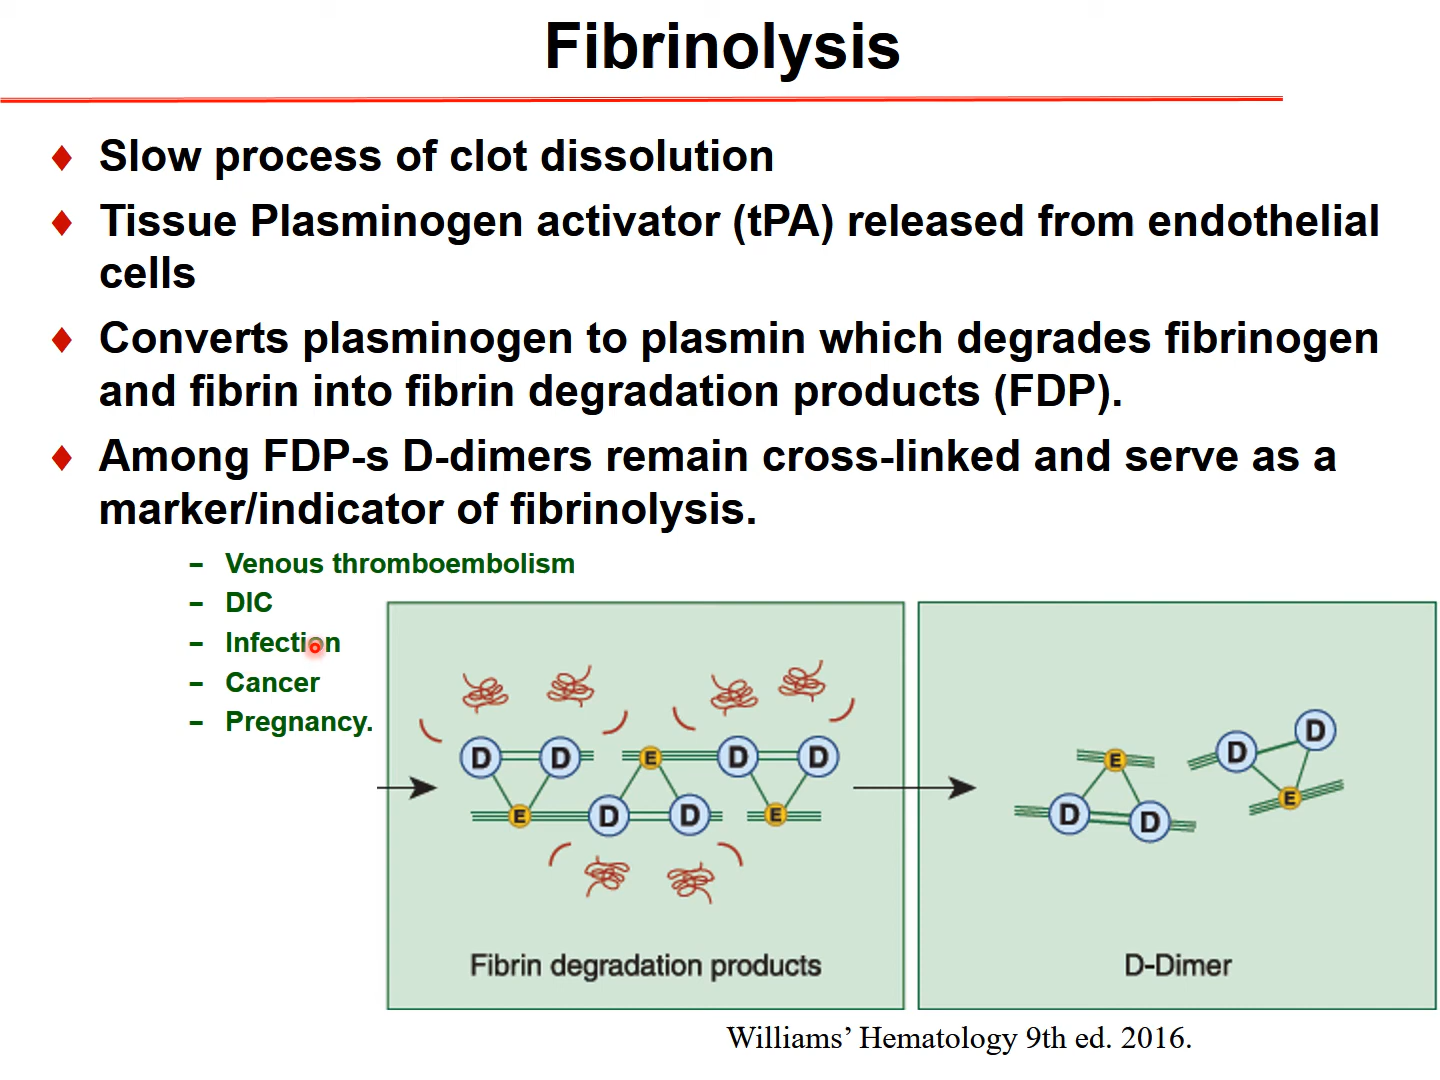 Fibrinolysis
♦ Slow process of clot dissolution
♦ Tissue Plasminogen activator (tPA) released from endothelial
cells
♦ Converts plasminogen to plasmin which degrades fibrinogen
and fibrin into fibrin degradation products (FDP).
♦ Among FDP-s D-dimers remain cross-linked and serve as a
marker/indicator of fibrinolysis.
– Venous thromboembolism
– DIC
– Infection
– Cancer
– Pregnancy.
D D E D D
E D D E
Fibrin degradation products
E D D
D D E
D-Dimer
Williams’ Hematology 9th ed. 2016.